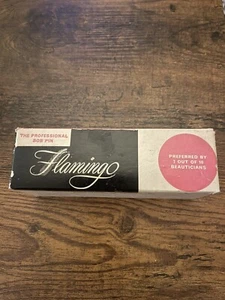 THE PROFESSIONAL
BOB PIN
Flamingo
PREFERRED BY
7 OUT OF 10
BEAUTICIANS